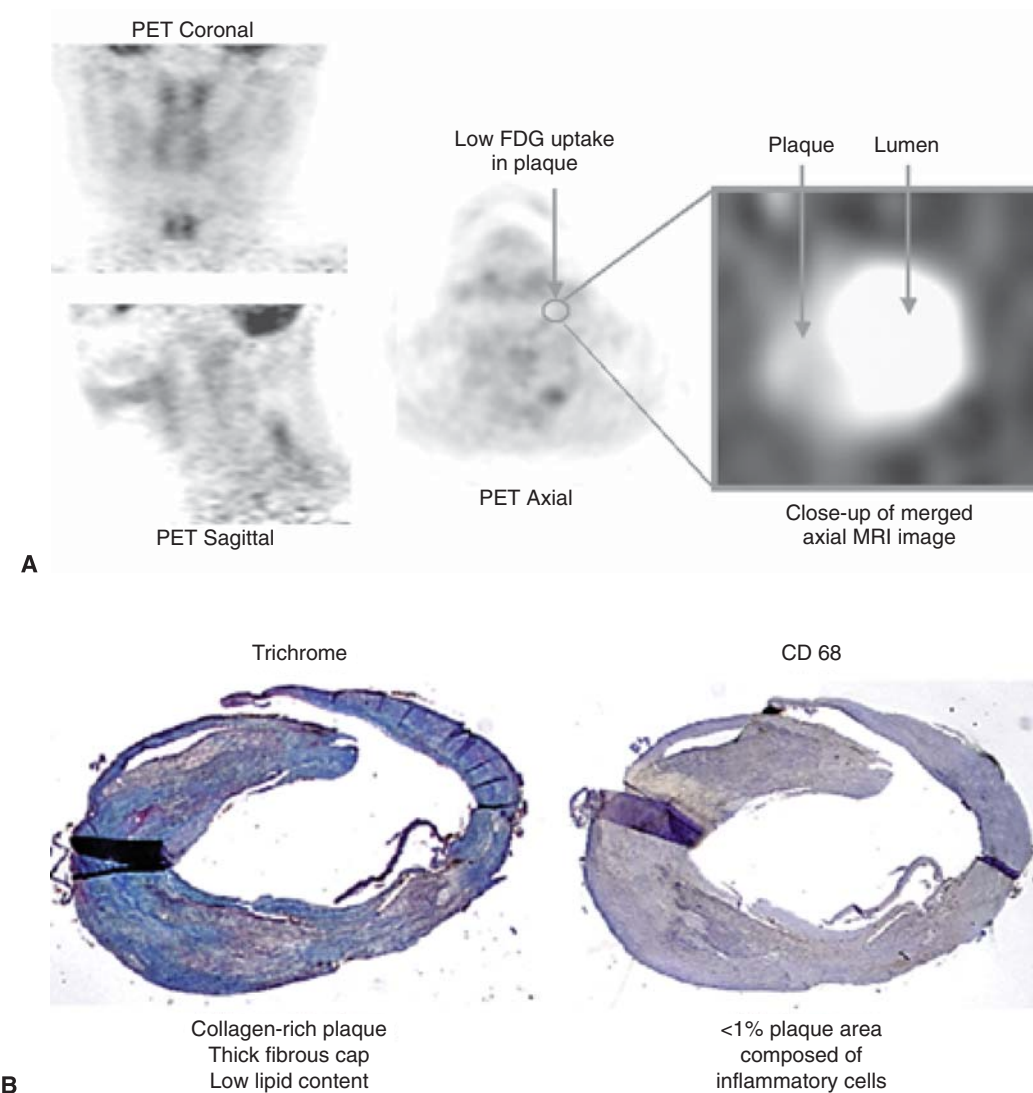 PET Coronal
Low FDG uptake
in plaque
Plaque
Lumen
PET Axial
PET Sagittal
Close-up of merged
axial MRI image
A
Trichrome
CD 68
Collagen-rich plaque
Thick fibrous cap
Low lipid content
<1% plaque area
composed of
inflammatory cells
B